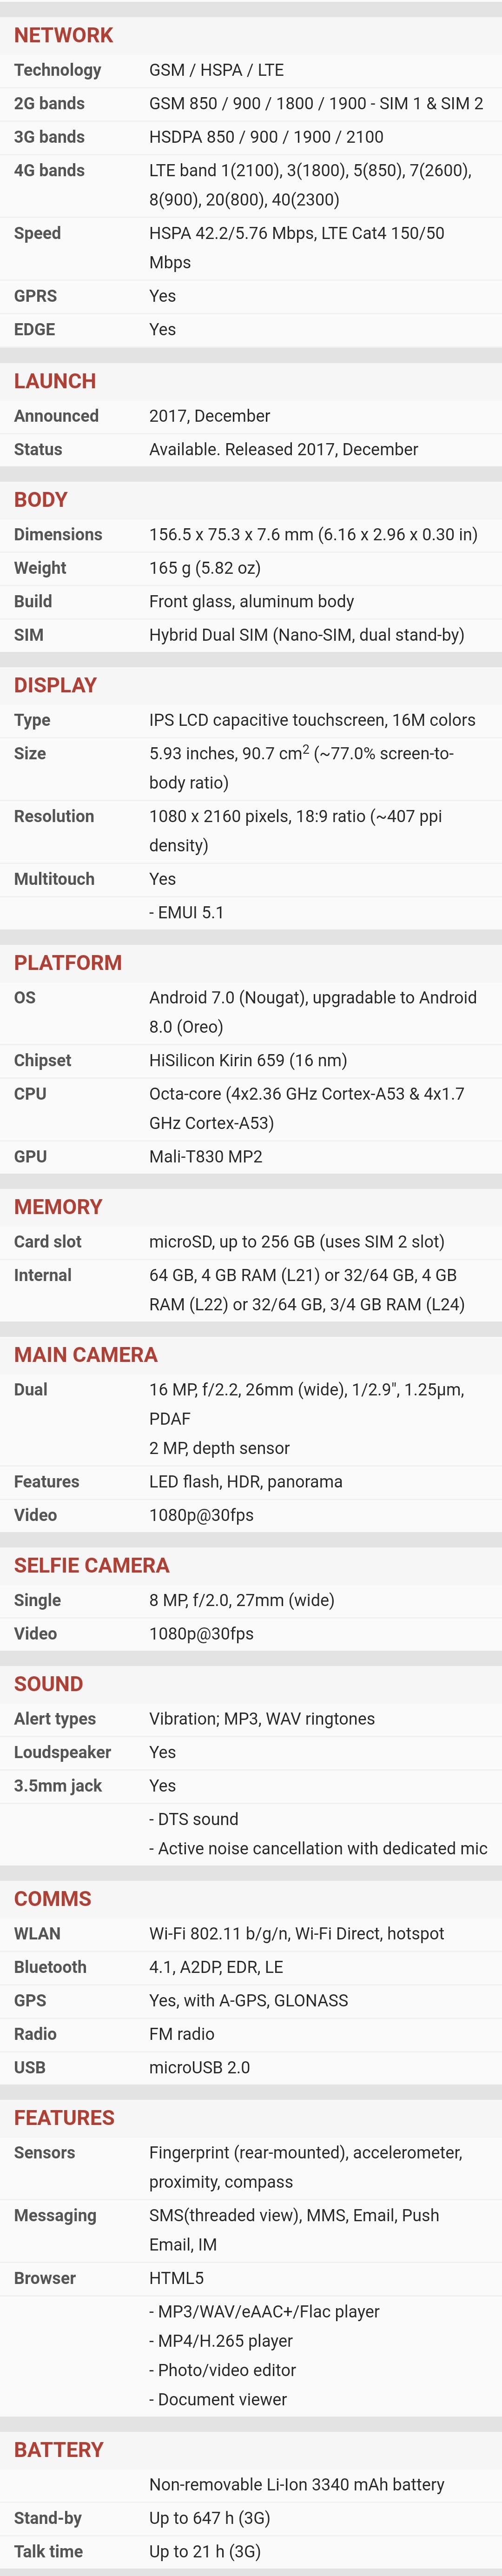 NETWORK
Technology GSM / HSPA / LTE
2G bands GSM 850 / 900 / 1800 / 1900 - SIM 1 & SIM 2
3G bands HSDPA 850 / 900 / 1900 / 2100
4G bands LTE band 1(2100), 3(1800), 5(850), 7(2600),
8(900), 20(800), 40(2300)
Speed HSPA 42.2/5.76 Mbps, LTE Cat4 150/50
Mbps
GPRS Yes
EDGE Yes
LAUNCH
Announced 2017, December
Status Available. Released 2017, December
BODY
Dimensions 156.5 x 75.3 x 7.6 mm (6.16 x 2.96 x 0.30 in)
Weight 165 g (5.82 oz)
Build Front glass, aluminum body
SIM Hybrid Dual SIM (Nano-SIM, dual stand-by)
DISPLAY
Type IPS LCD capacitive touchscreen, 16M colors
Size 5.93 inches, 90.7 cm² (~77.0% screen-to-
body ratio)
Resolution 1080 x 2160 pixels, 18:9 ratio (~407 ppi
density)
Multitouch Yes
- EMUI 5.1
PLATFORM
OS Android 7.0 (Nougat), upgradable to Android
8.0 (Oreo)
Chipset HiSilicon Kirin 659 (16 nm)
CPU Octa-core (4x2.36 GHz Cortex-A53 & 4x1.7
GHz Cortex-A53)
GPU Mali-T830 MP2
MEMORY
Card slot microSD, up to 256 GB (uses SIM 2 slot)
Internal 64 GB, 4 GB RAM (L21) or 32/64 GB, 4 GB
RAM (L22) or 32/64 GB, 3/4 GB RAM (L24)
MAIN CAMERA
Dual 16 MP, f/2.2, 26mm (wide), 1/2.9", 1.25µm,
PDAF
2 MP, depth sensor
Features LED flash, HDR, panorama
Video 1080p@30fps
SELFIE CAMERA
Single 8 MP, f/2.0, 27mm (wide)
Video 1080p@30fps
SOUND
Alert types Vibration; MP3, WAV ringtones
Loudspeaker Yes
3.5mm jack Yes
- DTS sound
- Active noise cancellation with dedicated mic
COMMS
WLAN Wi-Fi 802.11 b/g/n, Wi-Fi Direct, hotspot
Bluetooth 4.1, A2DP, EDR, LE
GPS Yes, with A-GPS, GLONASS
Radio FM radio
USB microUSB 2.0
FEATURES
Sensors Fingerprint (rear-mounted), accelerometer,
proximity, compass
Messaging SMS(threaded view), MMS, Email, Push
Email, IM
Browser HTML5
- MP3/WAV/eAAC+/Flac player
- MP4/H.265 player
- Photo/video editor
- Document viewer
BATTERY
Non-removable Li-Ion 3340 mAh battery
Stand-by Up to 647 h (3G)
Talk time Up to 21 h (3G)